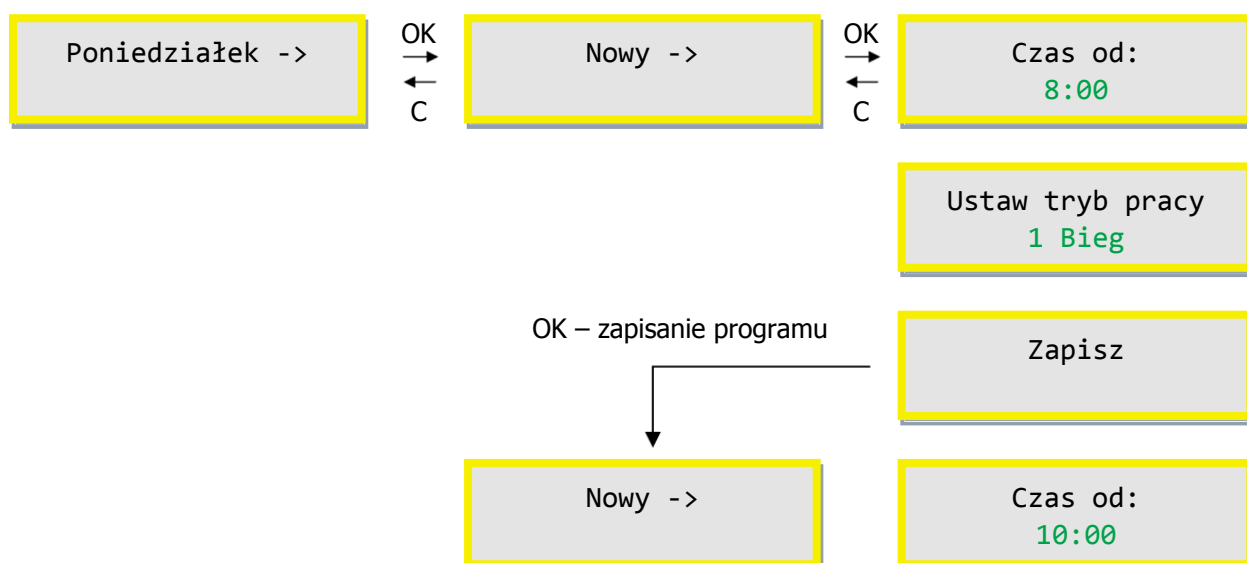 Poniedziałek ->
OK
C
Nowy ->
OK
C
Czas od:
8:00
Ustaw tryb pracy
1 Bieg
OK – zapisanie programu
Zapisz
Nowy ->
Czas od:
10:00